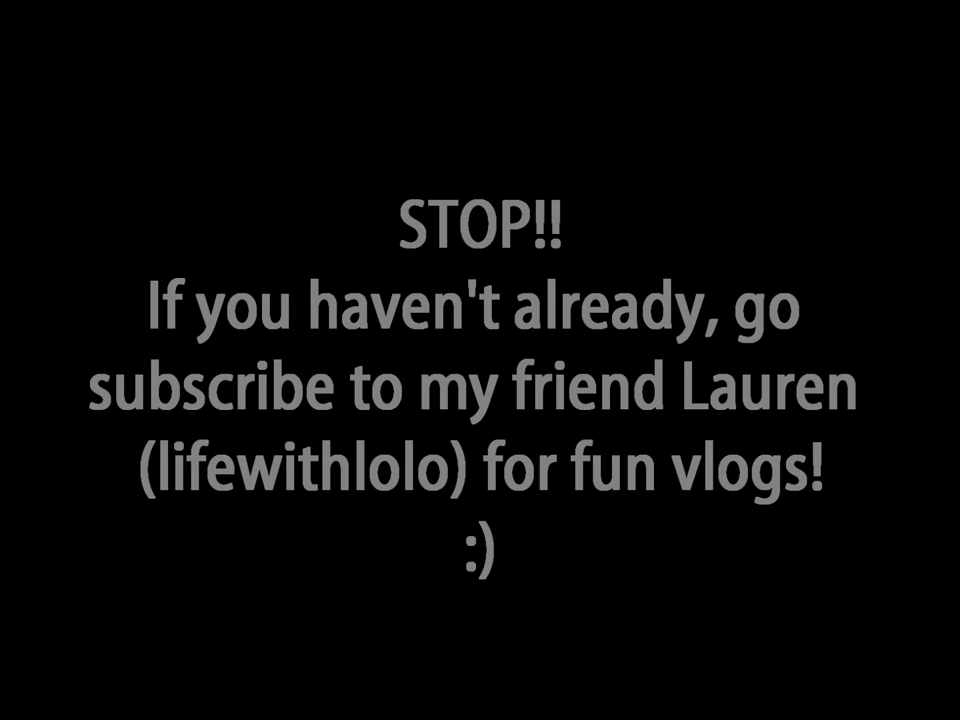 STOP!!
If you haven't already, go
subscribe to my friend Lauren
(lifewithlolo) for fun vlogs!
:)